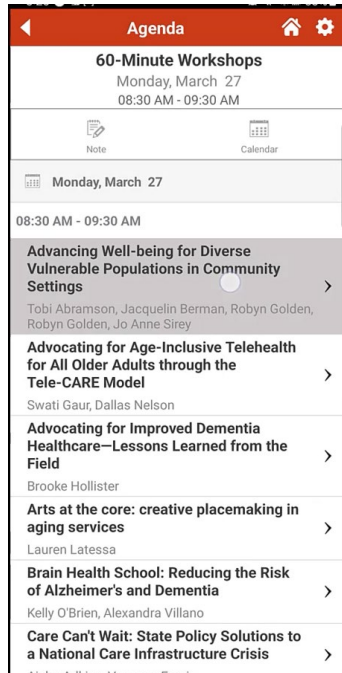 Agenda
60-Minute Workshops
Monday, March 27
08:30 AM - 09:30 AM
Note
Calendar
Monday, March 27
08:30 AM - 09:30 AM
Advancing Well-being for Diverse
Vulnerable Populations in Community
Settings
Tobi Abramson, Jacquelin Berman, Robyn Golden,
Robyn Golden, Jo Anne Sirey
Advocating for Age-Inclusive Telehealth
for All Older Adults through the
Tele-CARE Model
Swati Gaur, Dallas Nelson
Advocating for Improved Dementia
Healthcare—Lessons Learned from the
Field
Brooke Hollister
Arts at the core: creative placemaking in
aging services
Lauren Latessa
Brain Health School: Reducing the Risk
of Alzheimer's and Dementia
Kelly O'Brien, Alexandra Villano
Care Can't Wait: State Policy Solutions to
a National Care Infrastructure Crisis